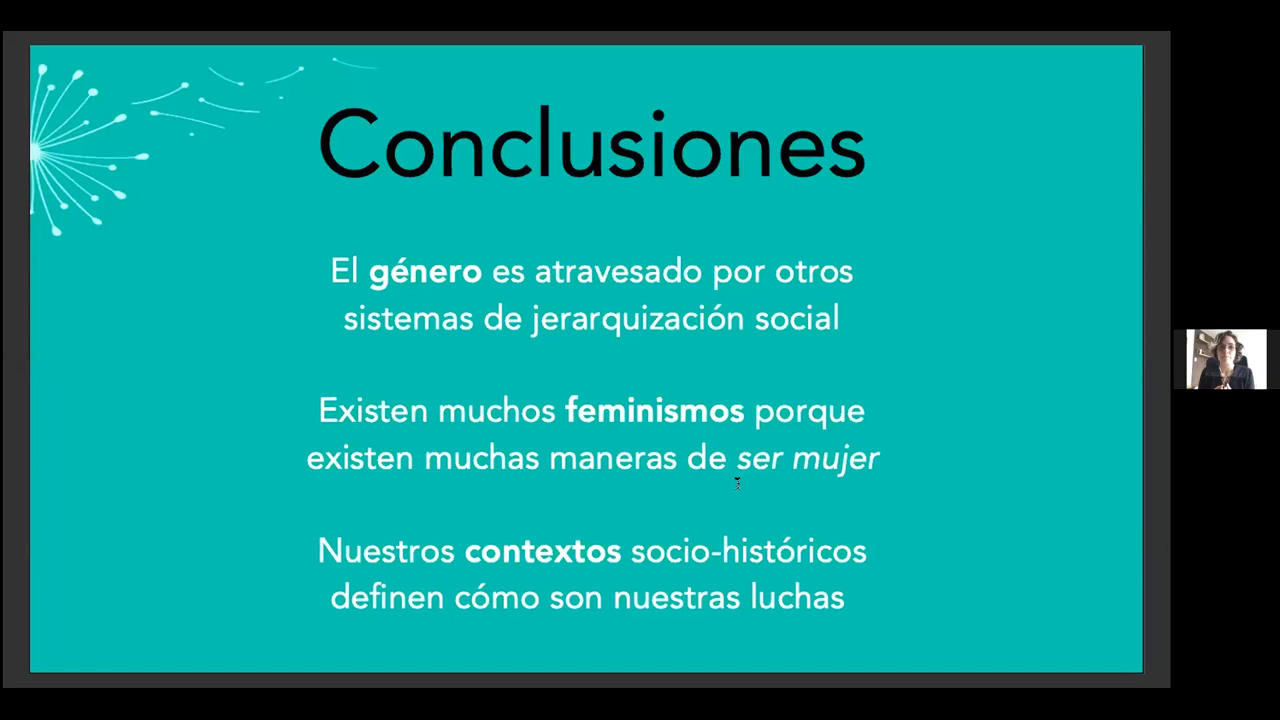 Conclusiones
El género es atravesado por otros
sistemas de jerarquización social
Existen muchos feminismos porque
existen muchas maneras de ser mujer
Nuestros contextos socio-históricos
definen cómo son nuestras luchas